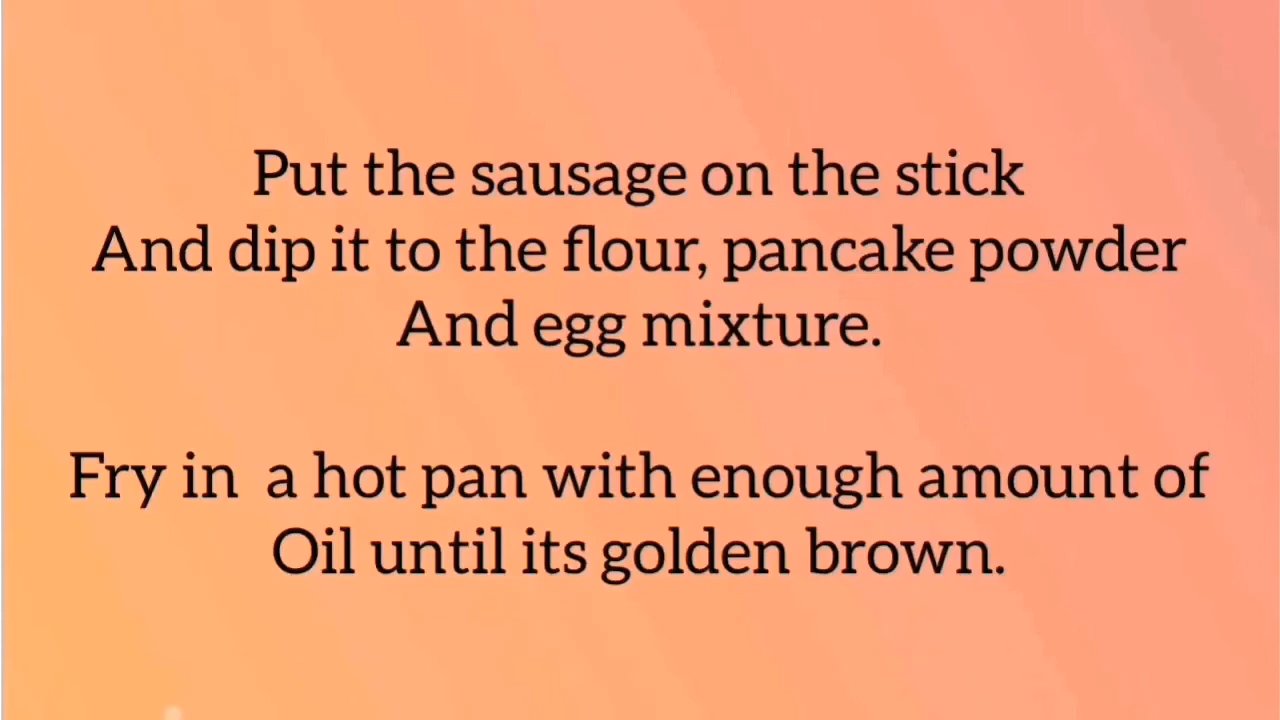 Put the sausage on the stick
And dip it to the flour, pancake powder
And egg mixture.
Fry in  a hot pan with enough amount of
Oil until its golden brown.